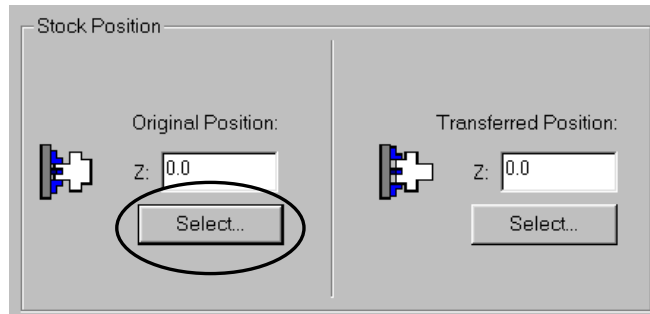 Stock Position
Original Position:
Z: 0.0
Select...
Transferred Position:
Z: 0.0
Select...